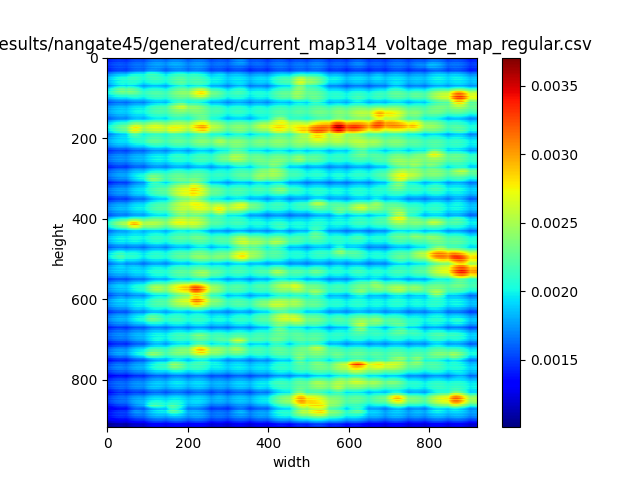 esults/nangate45/generated/current_map314_voltage_map_regular.csv
0
200
400
600
800
height
0 200 400 600 800
width
0.0035
0.0030
0.0025
0.0020
0.0015